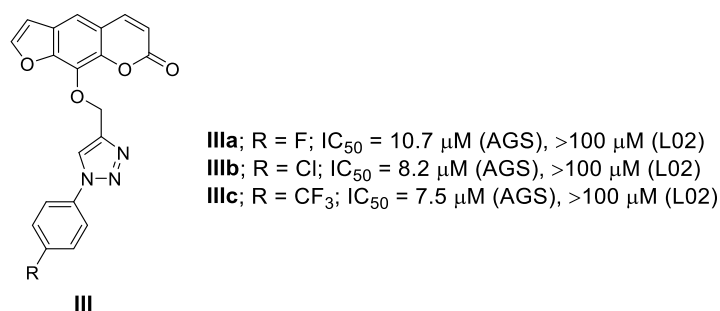 O
O
O
O
N
N
N
R
IIIa; R = F; IC50 = 10.7 μM (AGS), >100 μM (L02)
IIIb; R = Cl; IC50 = 8.2 μM (AGS), >100 μM (L02)
IIIc; R = CF3; IC50 = 7.5 μM (AGS), >100 μM (L02)
III